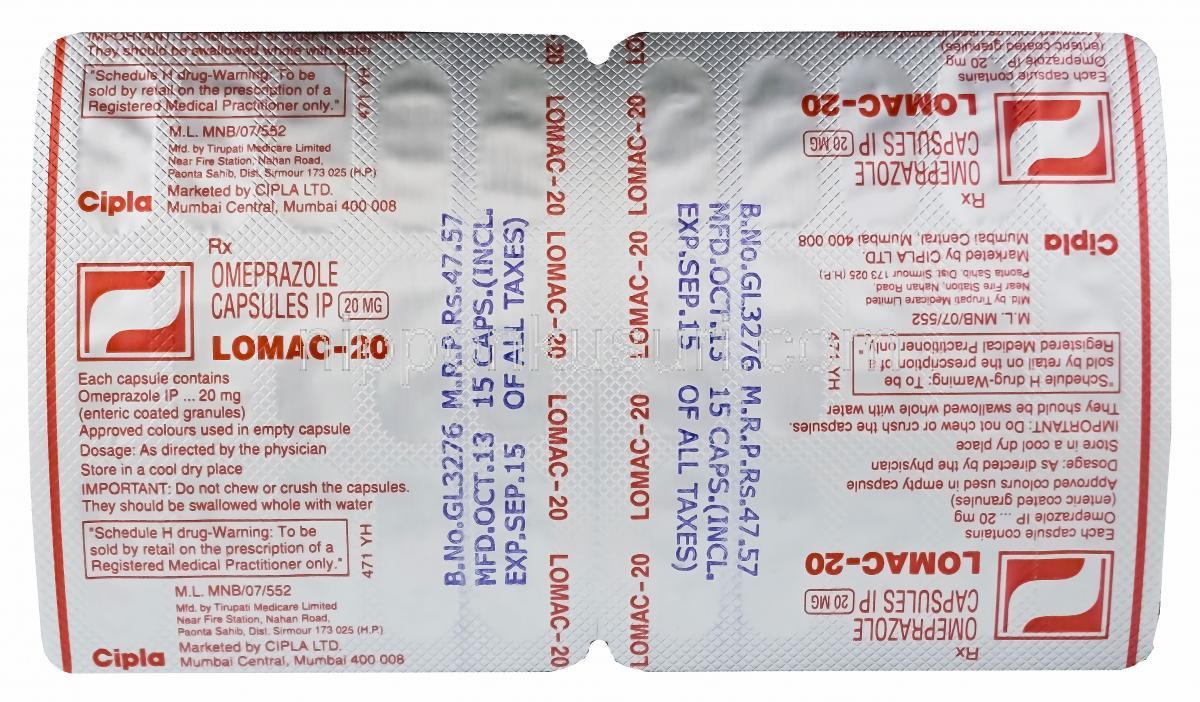 IMPORTANT: Do not chew or crush the capsules.
They should be swallowed whole with water
"Schedule H drug-Warning: To be
sold by retail on the prescription of a
Registered Medical Practitioner only."
471 YH
M.L. MNB/07/552
Mfd. by Tirupati Medicare Limited
Near Fire Station, Nahan Road,
Paonta Sahib, Dist. Sirmour 173 025 (H.P.)
Cipla
Marketed by CIPLA LTD.
Mumbai Central, Mumbai 400 008
Rx
OMEPRAZOLE
CAPSULES IP 20 MG
LOMAC-20
Each capsule contains
Omeprazole IP ... 20 mg
(enteric coated granules)
Approved colours used in empty capsule
Dosage: As directed by the physician
Store in a cool dry place
IMPORTANT: Do not chew or crush the capsules.
They should be swallowed whole with water
"Schedule H drug-Warning: To be
sold by retail on the prescription of a
Registered Medical Practitioner only."
471 YH
M.L. MNB/07/552
Mfd. by Tirupati Medicare Limited
Near Fire Station, Nahan Road,
Paonta Sahib, Dist. Sirmour 173 025 (H.P.)
Cipla
Marketed by CIPLA LTD.
Mumbai Central, Mumbai 400 008
B.No.GL3276 M.R.P.Rs.47.57
MFD.OCT.13 15 CAPS.(INCL.
EXP.SEP.15 OF ALL TAXES)
-20 LOMAC-20 LOMAC-20 LOMAC-20 LOMAC-20
LOMAC-20 LOMAC-20 LOMAC-20 LOMAC-20 LO
EXP.SEP.15 OF ALL TAXES)
MFD.OCT.13 15 CAPS.(INCL.
B.No.GL3276 M.R.P.Rs.47.57
Rx
OMEPRAZOLE
CAPSULES IP 20 MG
LOMAC-20
Each capsule contains
Omeprazole IP ... 20 mg
(enteric coated granules)
Approved colours used in empty capsule
Dosage: As directed by the physician
Store in a cool dry place
IMPORTANT: Do not chew or crush the capsules.
They should be swallowed whole with water
"Schedule H drug-Warning: To be
sold by retail on the prescription of a
Registered Medical Practitioner only."
471 YH
M.L. MNB/07/552
Mfd. by Tirupati Medicare Limited
Near Fire Station, Nahan Road,
Paonta Sahib, Dist. Sirmour 173 025 (H.P.)
Cipla
Marketed by CIPLA LTD.
Mumbai Central, Mumbai 400 008
Rx
OMEPRAZOLE
CAPSULES IP 20 MG
LOMAC-20
Each capsule contains
Omeprazole IP 20 mg
(enteric coated granules)